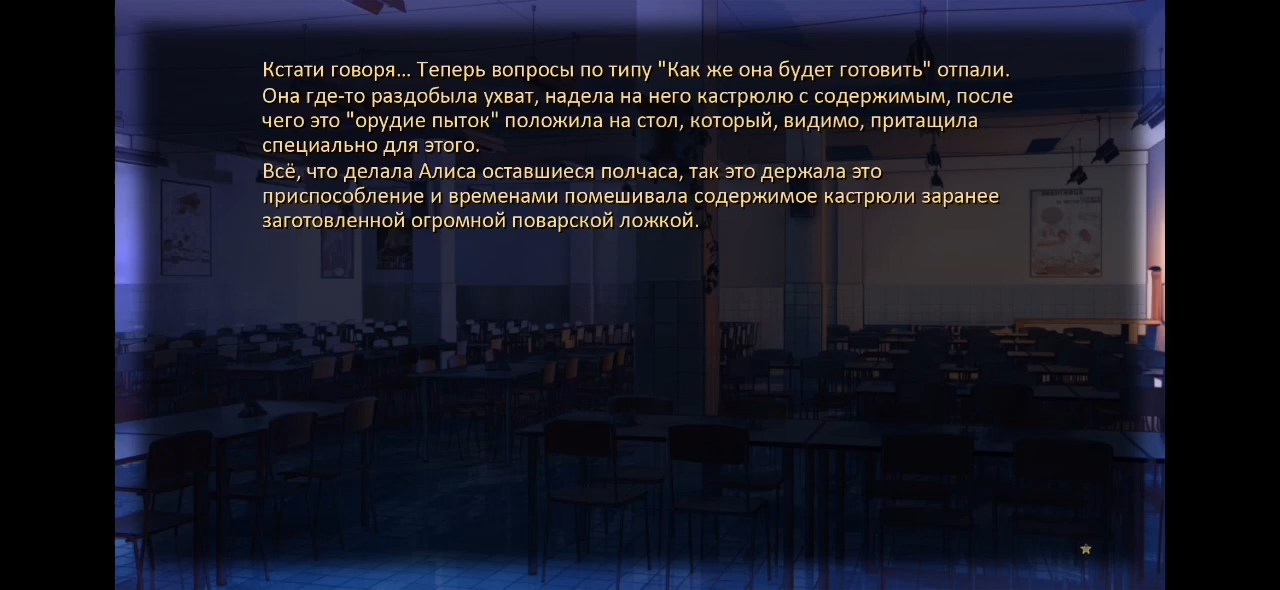 Кстати говоря... Теперь вопросы по типу "Как же она будет готовить" отпали.
Она где-то раздобыла ухват, надела на него кастрюлю с содержимым, после
чего это "орудие пыток" положила на стол, который, видимо, притащила
специально для этого.
Всё, что делала Алиса оставшиеся полчаса, так это держала это
приспособление и временами помешивала содержимое кастрюли заранее
заготовленной огромной поварской ложкой.